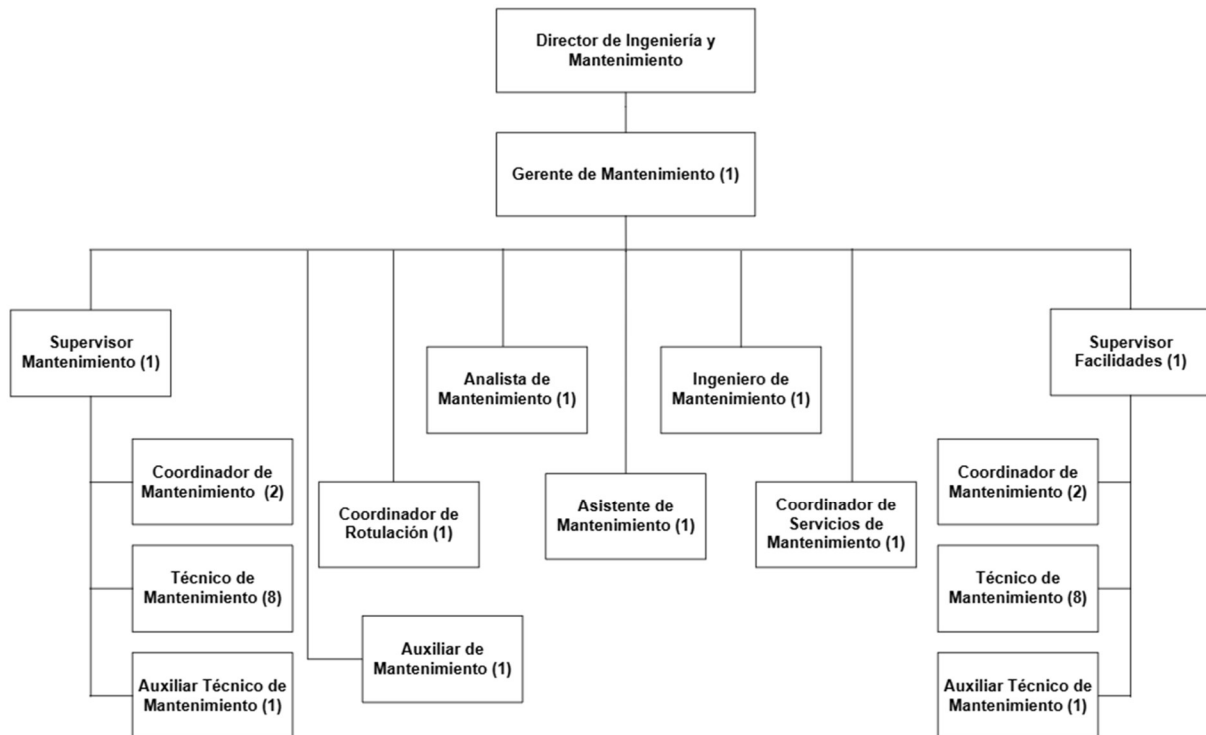 Director de Ingeniería y
Mantenimiento
Gerente de Mantenimiento (1)
Supervisor
Mantenimiento (1)
Analista de
Mantenimiento (1)
Ingeniero de
Mantenimiento (1)
Supervisor
Facilidades (1)
Coordinador de
Mantenimiento (2)
Coordinador de
Rotulación (1)
Asistente de
Mantenimiento (1)
Coordinador de
Servicios de
Mantenimiento (1)
Coordinador de
Mantenimiento (2)
Técnico de
Mantenimiento (8)
Técnico de
Mantenimiento (8)
Auxiliar de
Mantenimiento (1)
Auxiliar Técnico de
Mantenimiento (1)
Auxiliar Técnico de
Mantenimiento (1)